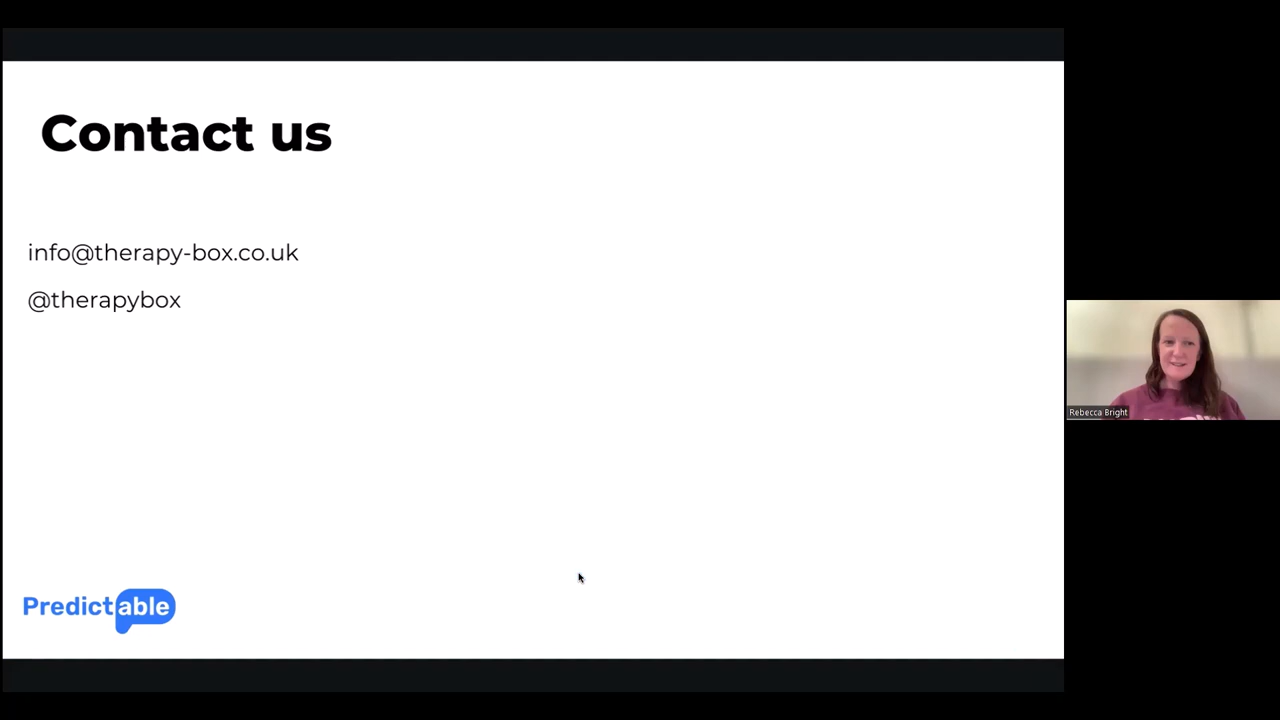 Contact us
info@therapy-box.co.uk
@therapybox
Rebecca Bright
Predictable